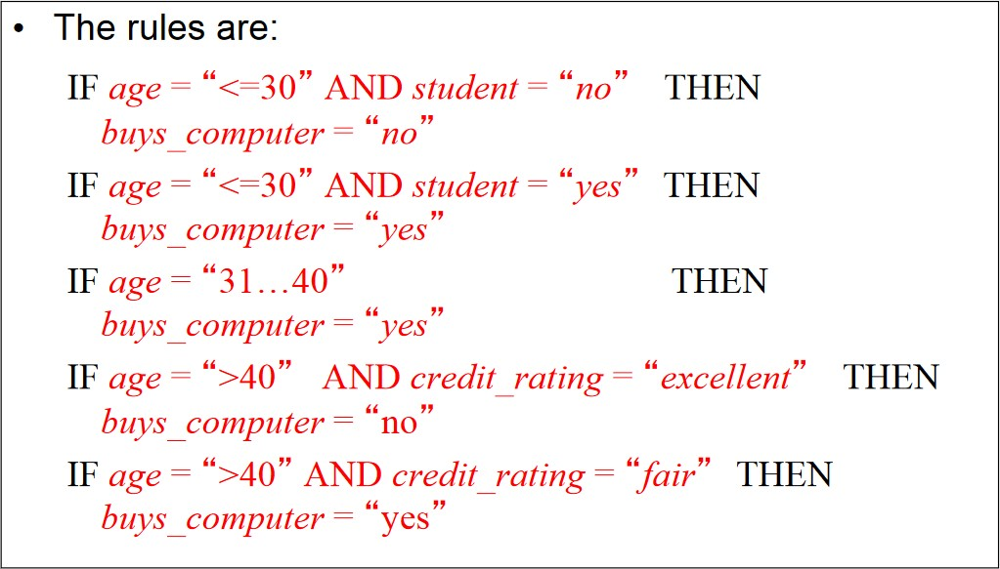 • The rules are:
IF age = “<=30” AND student = “no” THEN
buys_computer = “no”
IF age = “<=30” AND student = “yes” THEN
buys_computer = “yes”
IF age = “31…40” THEN
buys_computer = “yes”
IF age = “>40” AND credit_rating = “excellent” THEN
buys_computer = “no”
IF age = “>40” AND credit_rating = “fair” THEN
buys_computer = “yes”